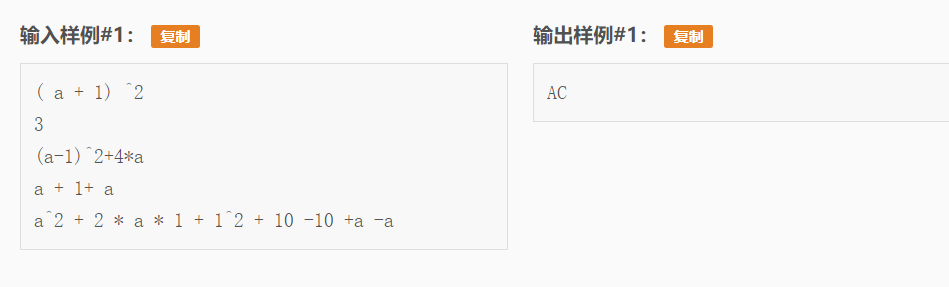 输入样例#1： 复制
( a + 1) ^2
3
(a-1)^2+4*a
a + 1+ a
a^2 + 2 * a * 1 + 1^2 + 10 -10 +a -a
输出样例#1： 复制
AC